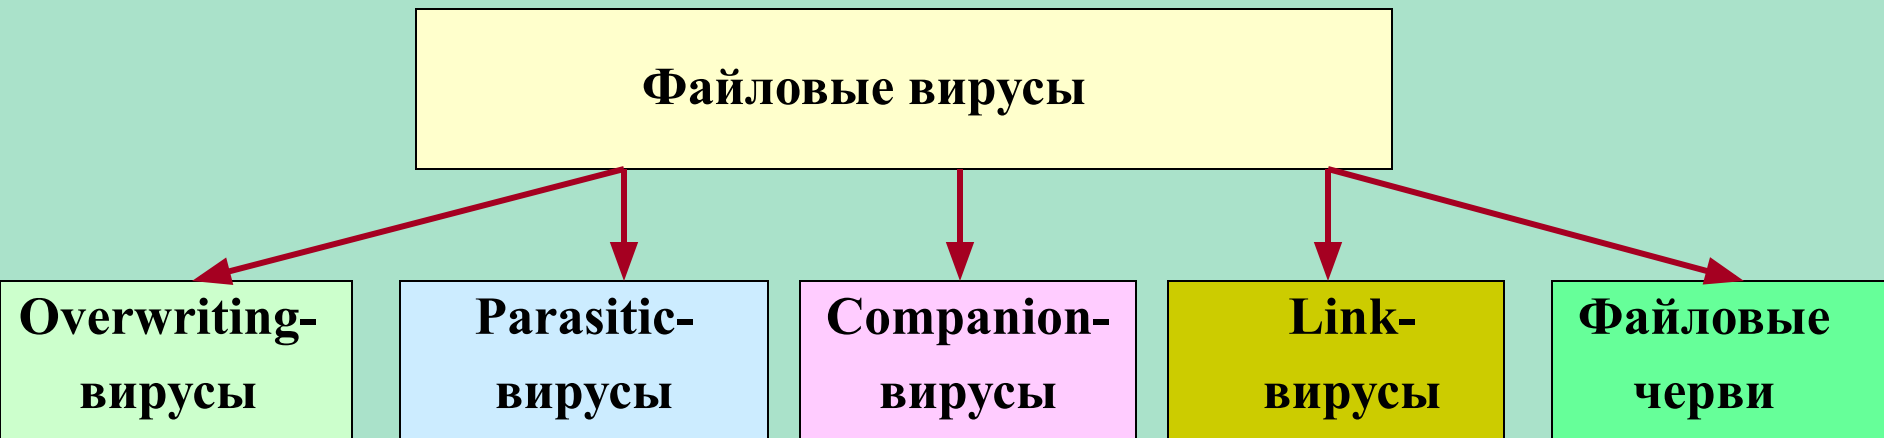 Файловые вирусы
Overwriting-
вирусы
Parasitic-
вирусы
Companion-
вирусы
Link-
вирусы
Файловые
черви